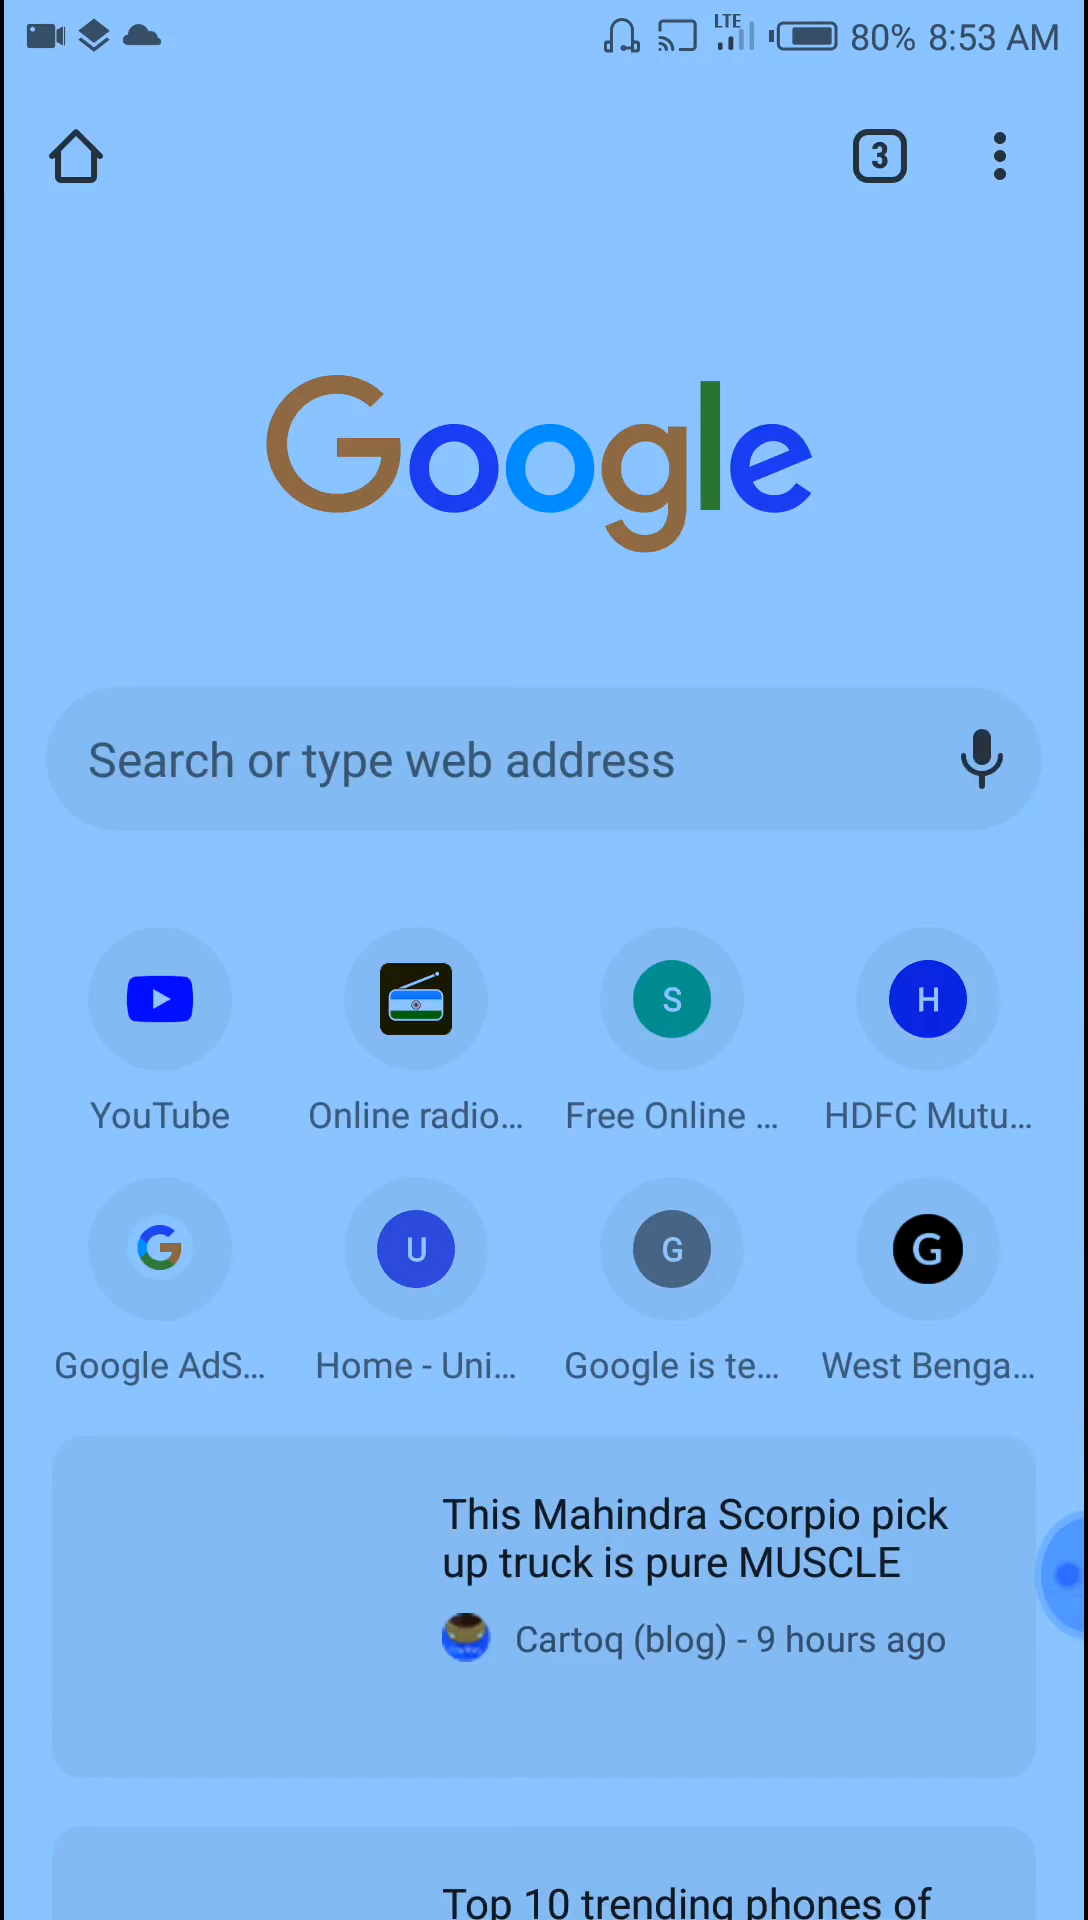 LTE
80% 8:53 AM
3
Google
Search or type web address
S
H
YouTube
Online radio...
Free Online ...
HDFC Mutu...
G
U
G
G
Google AdS...
Home - Uni...
Google is te...
West Benga...
This Mahindra Scorpio pick
up truck is pure MUSCLE
Cartoq (blog) - 9 hours ago
Top 10 trending phones of